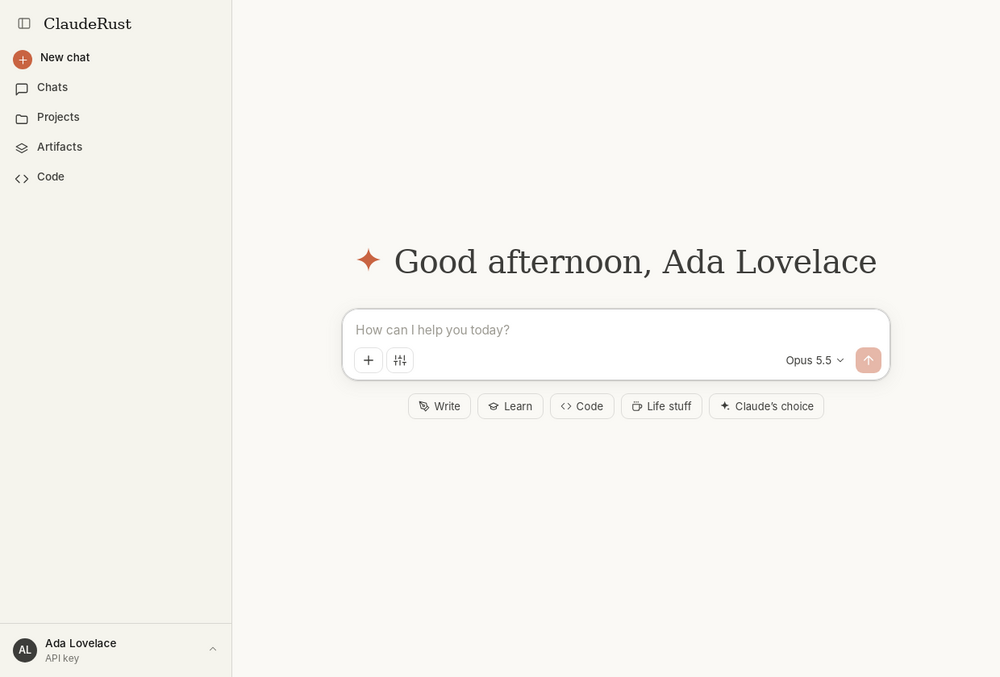 ClaudeRust
New chat
Chats
Projects
Artifacts
Code
Good afternoon, Ada Lovelace
How can I help you today?
Opus 5.5
Write
Learn
Code
Life stuff
Claude’s choice
AL
Ada Lovelace
API key